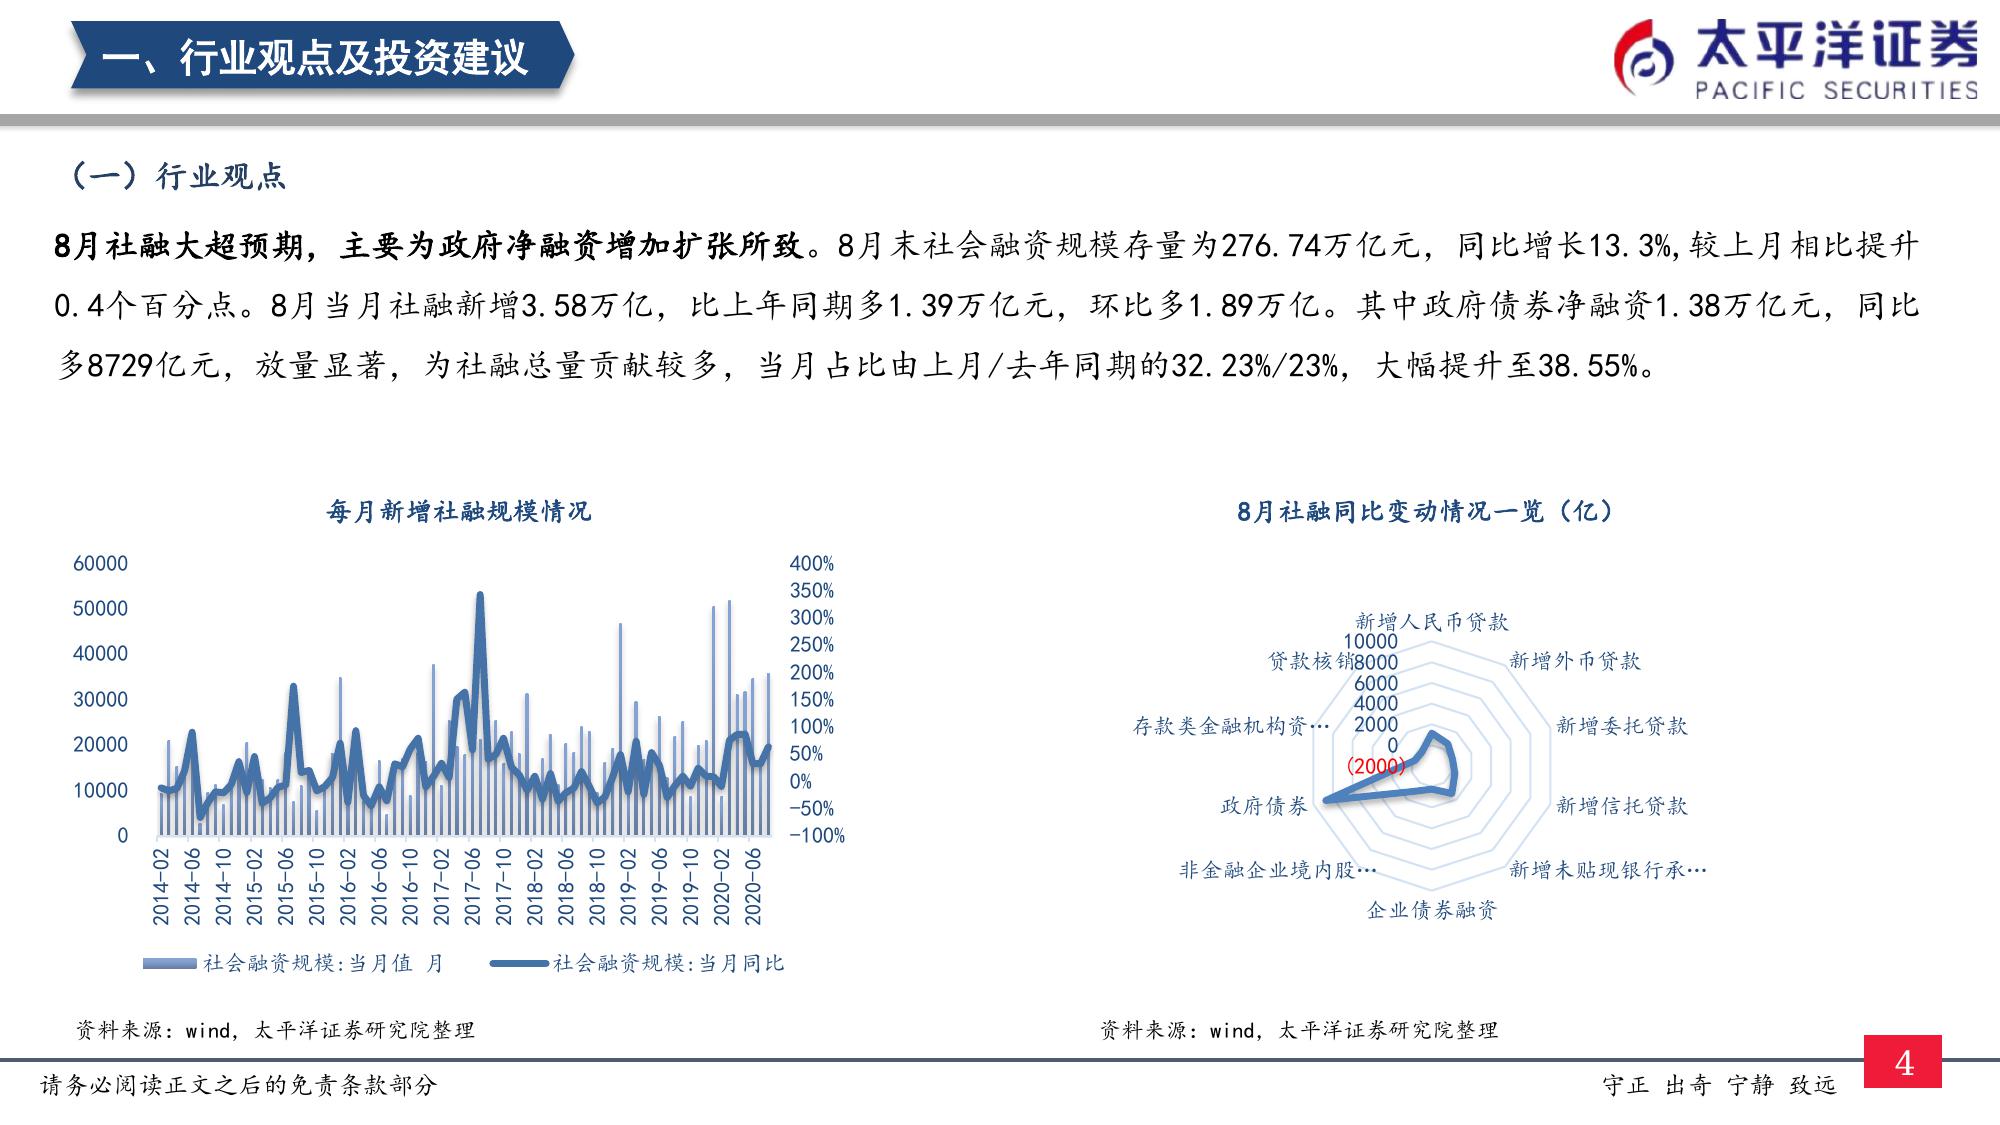 一、行业观点及投资建议
太平洋证券
PACIFIC SECURITIES
（一）行业观点
8月社融大超预期，主要为政府净融资增加扩张所致。8月末社会融资规模存量为276.74万亿元，同比增长13.3%,较上月相比提升
0.4个百分点。8月当月社融新增3.58万亿，比上年同期多1.39万亿元，环比多1.89万亿。其中政府债券净融资1.38万亿元，同比
多8729亿元，放量显著，为社融总量贡献较多，当月占比由上月/去年同期的32.23%/23%，大幅提升至38.55%。
每月新增社融规模情况
60000
50000
40000
30000
20000
10000
0
400%
350%
300%
250%
200%
150%
100%
50%
0%
-50%
-100%
2014-02
2014-06
2014-10
2015-02
2015-06
2015-10
2016-02
2016-06
2016-10
2017-02
2017-06
2017-10
2018-02
2018-06
2018-10
2019-02
2019-06
2019-10
2020-02
2020-06
社会融资规模:当月值 月
社会融资规模:当月同比
资料来源：wind，太平洋证券研究院整理
8月社融同比变动情况一览（亿）
新增人民币贷款
10000
8000
6000
4000
2000
0
(2000)
贷款核销
新增外币贷款
存款类金融机构资…
新增委托贷款
政府债券
新增信托贷款
非金融企业境内股…
新增未贴现银行承…
企业债券融资
资料来源：wind，太平洋证券研究院整理
请务必阅读正文之后的免责条款部分
守正 出奇 宁静 致远
4